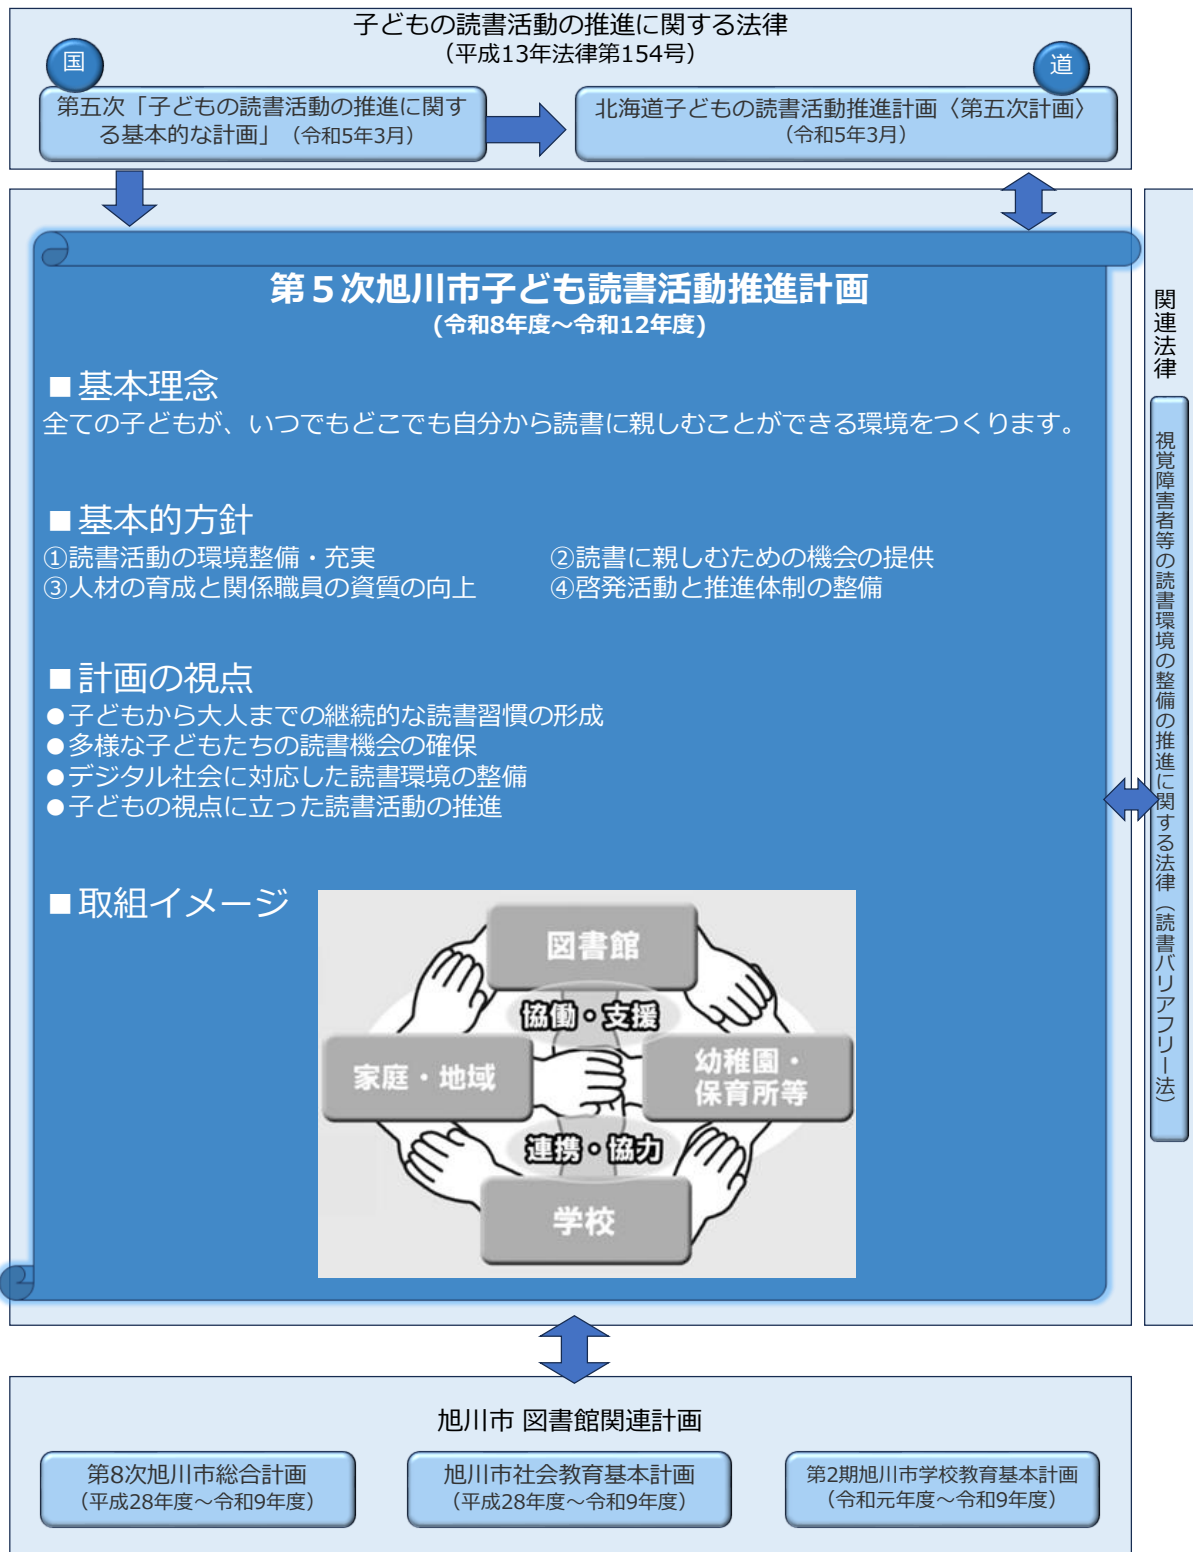 子どもの読書活動の推進に関する法律
（平成13年法律第154号）
国
道
第五次「子どもの読書活動の推進に関す
る基本的な計画」（令和5年3月）
北海道子どもの読書活動推進計画〈第五次計画〉
（令和5年3月）
第５次旭川市子ども読書活動推進計画
(令和8年度～令和12年度)
■基本理念
全ての子どもが、いつでもどこでも自分から読書に親しむことができる環境をつくります。
■基本的方針
①読書活動の環境整備・充実
②読書に親しむための機会の提供
③人材の育成と関係職員の資質の向上
④啓発活動と推進体制の整備
■計画の視点
●子どもから大人までの継続的な読書習慣の形成
●多様な子どもたちの読書機会の確保
●デジタル社会に対応した読書環境の整備
●子どもの視点に立った読書活動の推進
■取組イメージ
図書館
協働・支援
家庭・地域
幼稚園・
保育所等
連携・協力
学校
関連法律
視覚障害者等の読書環境の整備の推進に関する法律（読書バリアフリー法）
旭川市 図書館関連計画
第8次旭川市総合計画
（平成28年度～令和9年度）
旭川市社会教育基本計画
（平成28年度～令和9年度）
第2期旭川市学校教育基本計画
（令和元年度～令和9年度）